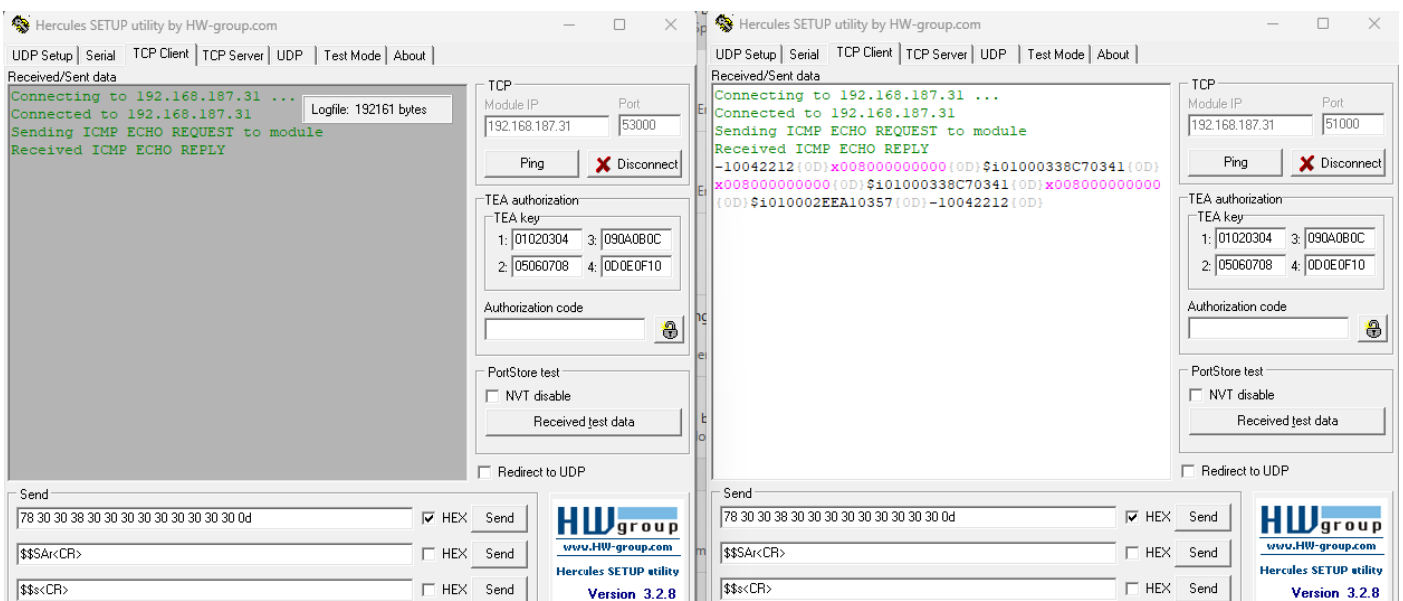 Hercules SETUP utility by HW-group.com
UDP Setup Serial TCP Client TCP Server UDP Test Mode About
Received/Sent data
Connecting to 192.168.187.31 ...
Connected to 192.168.187.31
Sending ICMP ECHO REQUEST to module
Received ICMP ECHO REPLY
Logfile: 192161 bytes
TCP
Module IP Port
192.168.187.31 53000
Ping Disconnect
TEA authorization
TEA key
1: 01020304 3: 090A0B0C
2: 05060708 4: 0D0E0F10
Authorization code
PortStore test
NVT disable
Received test data
Redirect to UDP
Send
78 30 30 38 30 30 30 30 30 30 30 30 30 0d HEX Send
$$SAr<CR> HEX Send
$$s<CR> HEX Send
HWgroup
www.HW-group.com
Hercules SETUP utility
Version 3.2.8
Hercules SETUP utility by HW-group.com
UDP Setup Serial TCP Client TCP Server UDP Test Mode About
Received/Sent data
Connecting to 192.168.187.31 ...
Connected to 192.168.187.31
Sending ICMP ECHO REQUEST to module
Received ICMP ECHO REPLY
-10042212{0D}x008000000000{0D}$i01000338C70341{0D}
x008000000000{0D}$i01000338C70341{0D}x008000000000
{0D}$i010002EEA10357{0D}-10042212{0D}
TCP
Module IP Port
192.168.187.31 51000
Ping Disconnect
TEA authorization
TEA key
1: 01020304 3: 090A0B0C
2: 05060708 4: 0D0E0F10
Authorization code
PortStore test
NVT disable
Received test data
Redirect to UDP
Send
78 30 30 38 30 30 30 30 30 30 30 30 30 0d HEX Send
$$SAr<CR> HEX Send
$$s<CR> HEX Send
HWgroup
www.HW-group.com
Hercules SETUP utility
Version 3.2.8